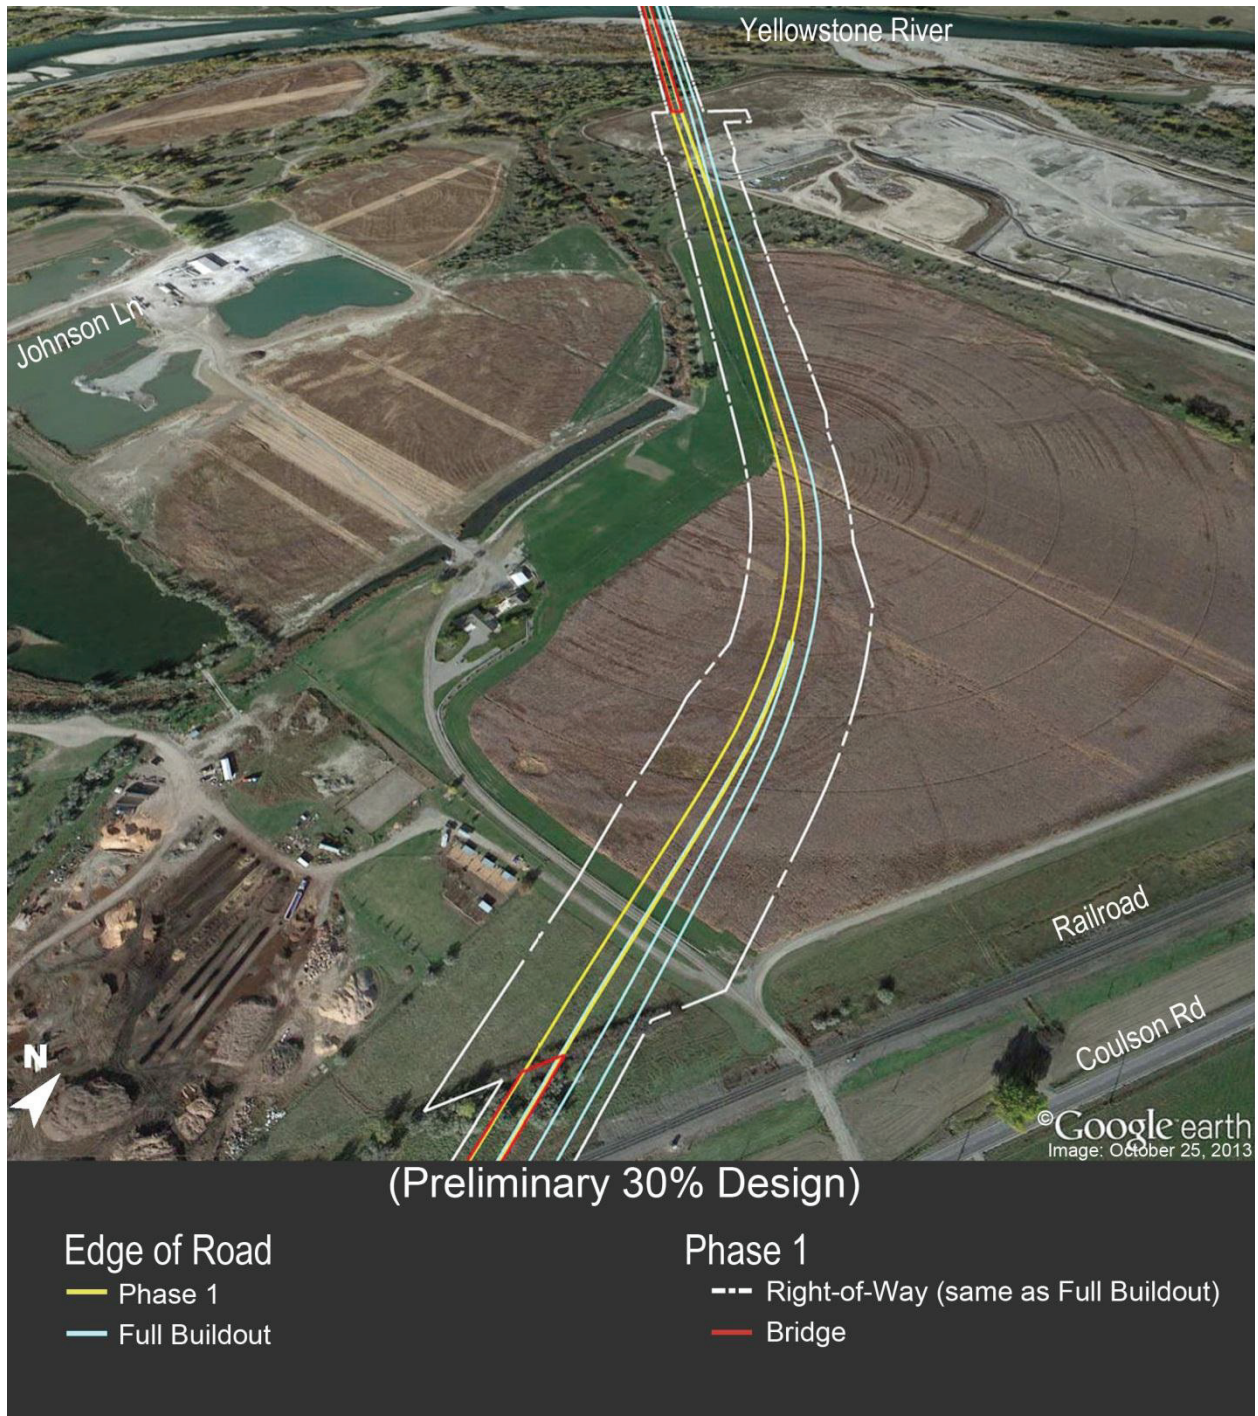 Yellowstone River
Johnson Ln
Railroad
Coulson Rd
N
©Google earth
Image: October 25, 2013
(Preliminary 30% Design)
Edge of Road
Phase 1
Full Buildout
Phase 1
Right-of-Way (same as Full Buildout)
Bridge